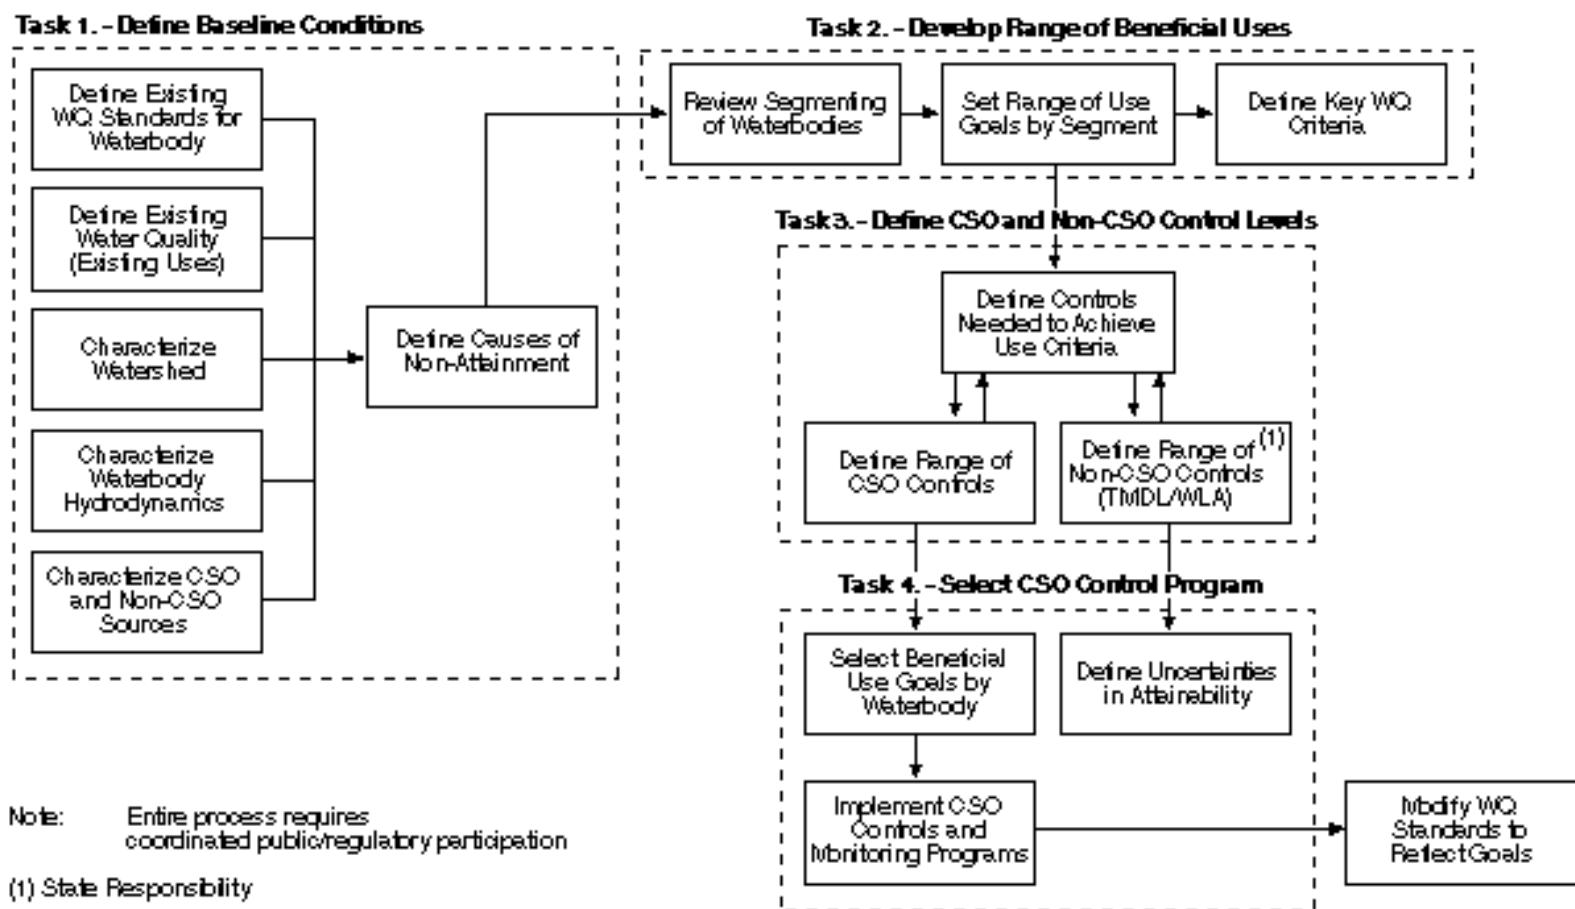 Task 1. - Define Baseline Conditions
Define Existing
WQ Standards for
Waterbody
Define Existing
Water Quality
(Existing Uses)
Characterize
Watershed
Characterize
Waterbody
Hydrodynamics
Characterize CSO
and Non-CSO
Sources
Define Causes of
Non-Attainment
Task 2. - Develop Range of Beneficial Uses
Review Segmenting
of Waterbodies
Set Range of Use
Goals by Segment
Define Key WQ
Criteria
Task 3. - Define CSO and Non-CSO Control Levels
Define Controls
Needed to Achieve
Use Criteria
Define Range of
CSO Controls
Define Range of (1)
Non-CSO Controls
(TMDL/WLA)
Task 4. - Select CSO Control Program
Select Beneficial
Use Goals by
Waterbody
Define Uncertainties
in Attainability
Implement CSO
Controls and
Monitoring Programs
Modify WQ
Standards to
Reflect Goals
Note: Entire process requires
coordinated public/regulatory participation
(1) State Responsibility